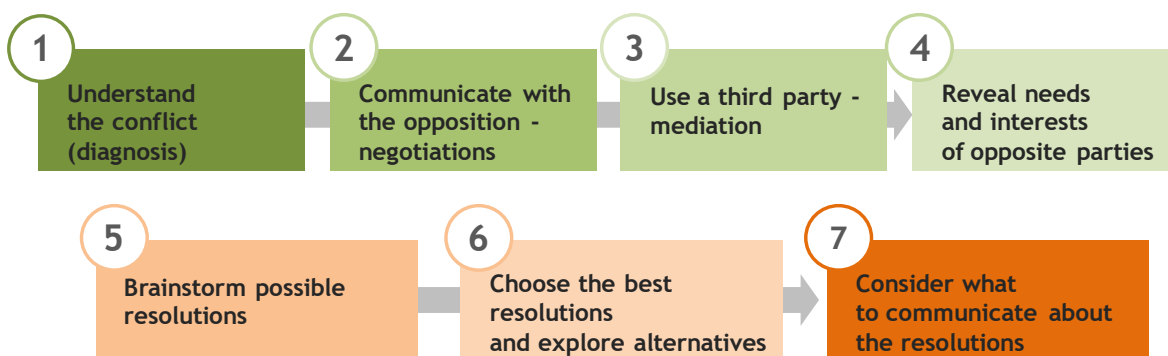 1
Understand
the conflict
(diagnosis)
2
Communicate with
the opposition -
negotiations
3
Use a third party -
mediation
4
Reveal needs
and interests
of opposite parties
5
Brainstorm possible
resolutions
6
Choose the best
resolutions
and explore alternatives
7
Consider what
to communicate about
the resolutions